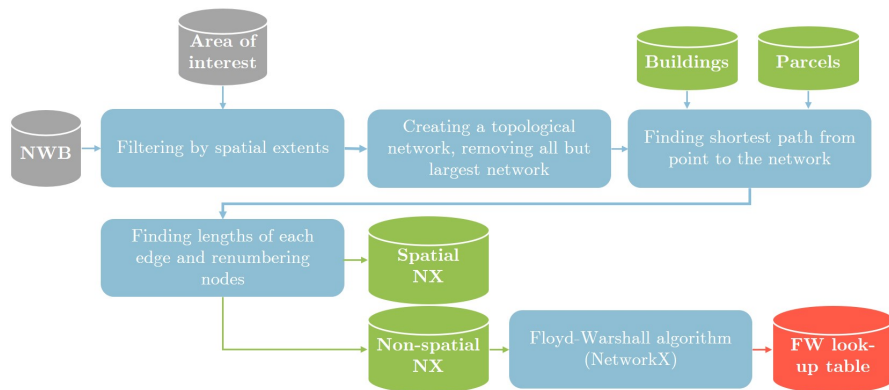 Area of
interest
Buildings
Parcels
NWB
Filtering by spatial extents
Creating a topological
network, removing all but
largest network
Finding shortest path from
point to the network
Finding lengths of each
edge and renumbering
nodes
Spatial
NX
Non-spatial
NX
Floyd-Warshall algorithm
(NetworkX)
FW look-
up table